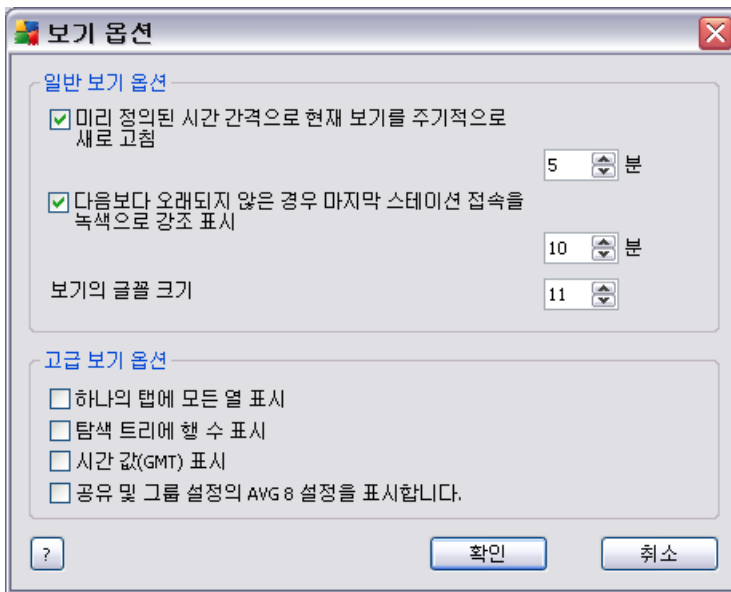 보기 옵션
일반 보기 옵션
미리 정의된 시간 간격으로 현재 보기를 주기적으로
새로 고침
5 분
다음보다 오래되지 않은 경우 마지막 스테이션 접속을
녹색으로 강조 표시
10 분
보기의 글꼴 크기 11
고급 보기 옵션
하나의 탭에 모든 열 표시
탐색 트리에 행 수 표시
시간 값(GMT) 표시
공유 및 그룹 설정의 AVG 8 설정을 표시합니다.
? 확인 취소